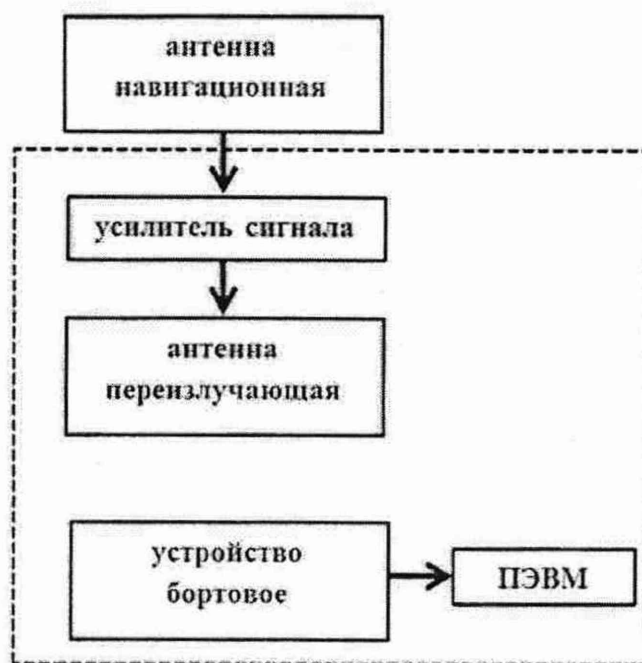 антенна
навигационная
усилитель сигнала
антенна
переизлучающая
устройство
бортовое
ПЭВМ